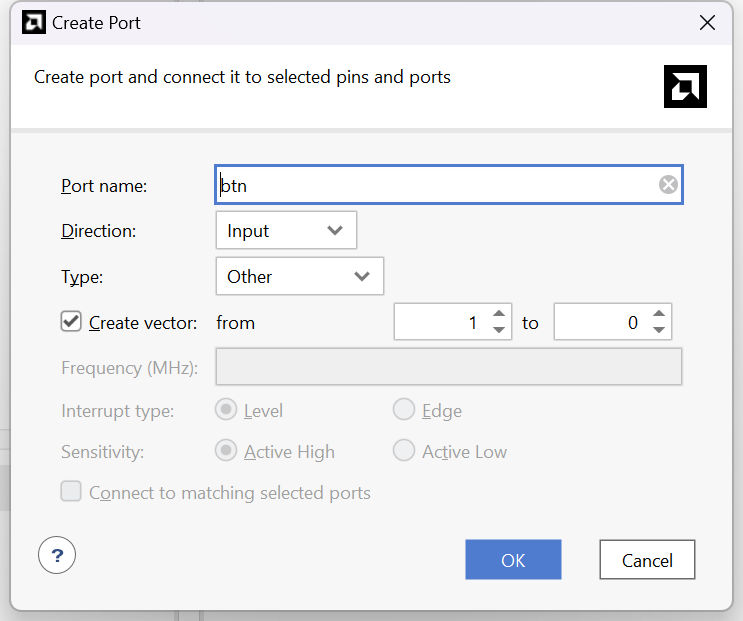 Create Port
Create port and connect it to selected pins and ports
Port name: btn
Direction: Input
Type: Other
Create vector: from 1 to 0
Frequency (MHz):
Interrupt type: Level Edge
Sensitivity: Active High Active Low
Connect to matching selected ports
? OK Cancel